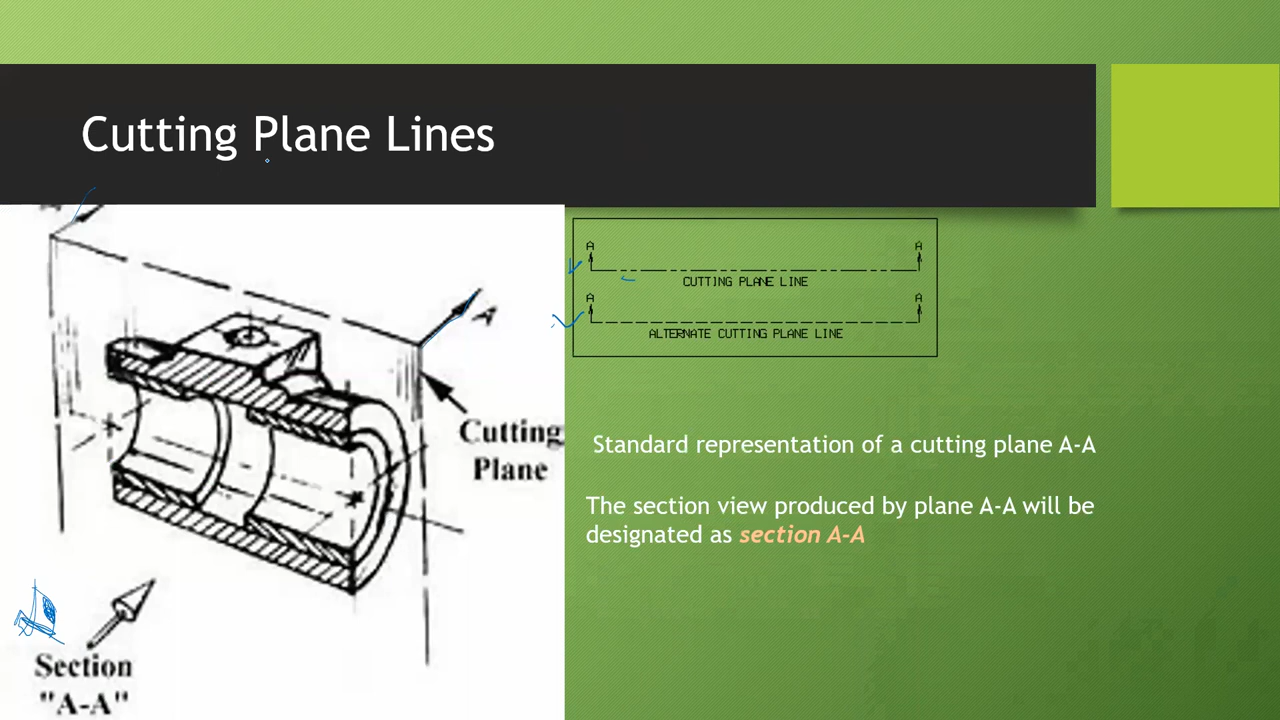 Cutting Plane Lines
A A
CUTTING PLANE LINE
A A
ALTERNATE CUTTING PLANE LINE
A
Cutting
Plane
Standard representation of a cutting plane A-A
The section view produced by plane A-A will be
designated as section A-A
Section
"A-A"